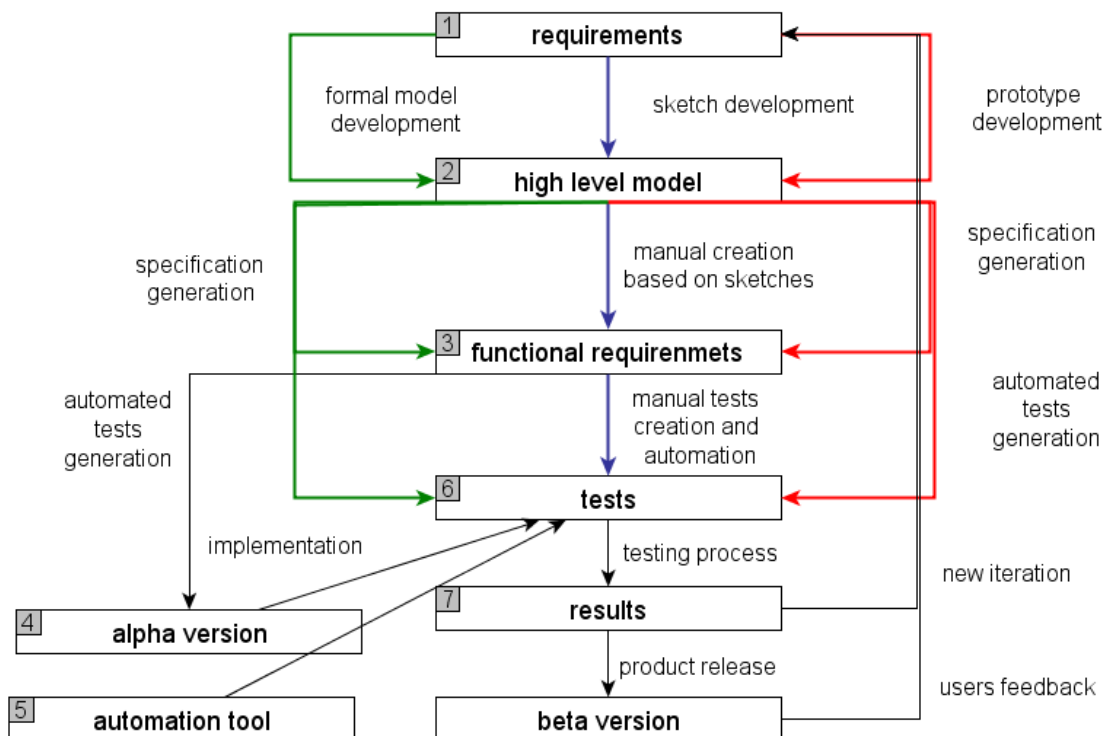 1
requirements
formal model
development
sketch development
prototype
development
2
high level model
specification
generation
manual creation
based on sketches
specification
generation
3
functional requirenmets
automated
tests
generation
manual tests
creation and
automation
automated
tests
generation
6
tests
implementation
testing process
new iteration
7
results
4
alpha version
product release
users feedback
5
automation tool
beta version